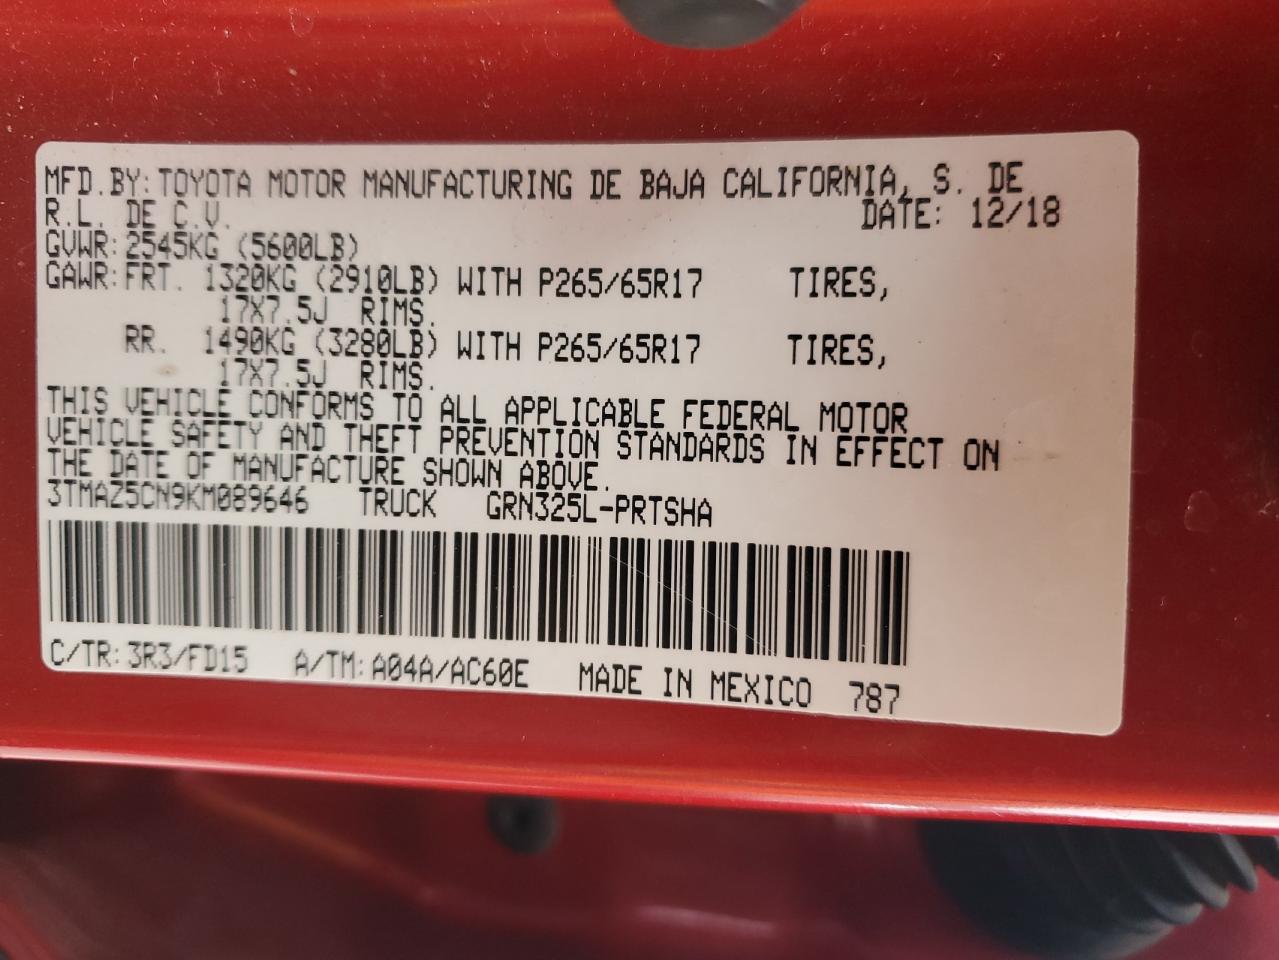 MFD.BY:TOYOTA MOTOR MANUFACTURING DE BAJA CALIFORNIA, S. DE
R.L. DE C.V. DATE: 12/18
GVWR:2545KG (5600LB)
GAWR:FRT. 1320KG (2910LB) WITH P265/65R17 TIRES,
17X7.5J RIMS.
RR. 1490KG (3280LB) WITH P265/65R17 TIRES,
17X7.5J RIMS.
THIS VEHICLE CONFORMS TO ALL APPLICABLE FEDERAL MOTOR
VEHICLE SAFETY AND THEFT PREVENTION STANDARDS IN EFFECT ON
THE DATE OF MANUFACTURE SHOWN ABOVE.
3TMAZ5CN9KM089646 TRUCK GRN325L-PRTSHA
C/TR:3R3/FD15 A/TM:A04A/AC60E MADE IN MEXICO 787